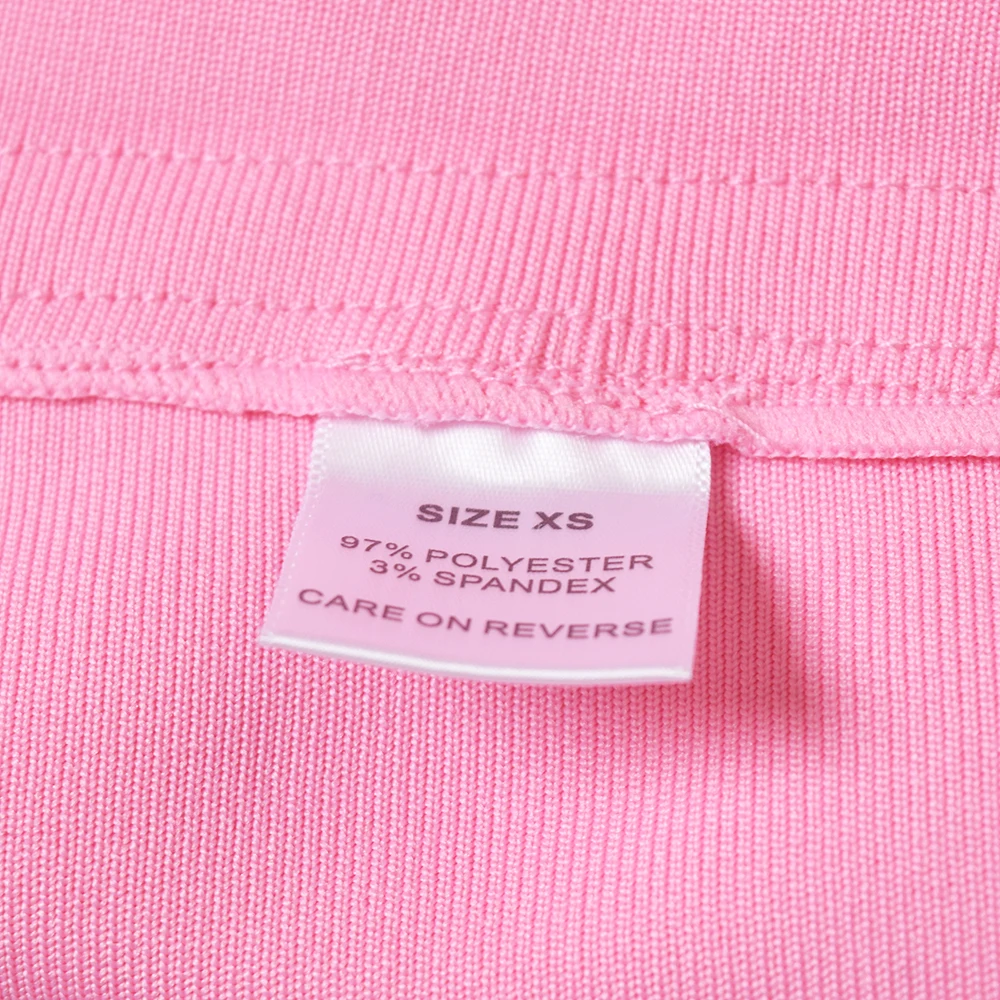 SIZE XS
97% POLYESTER
3% SPANDEX
CARE ON REVERSE